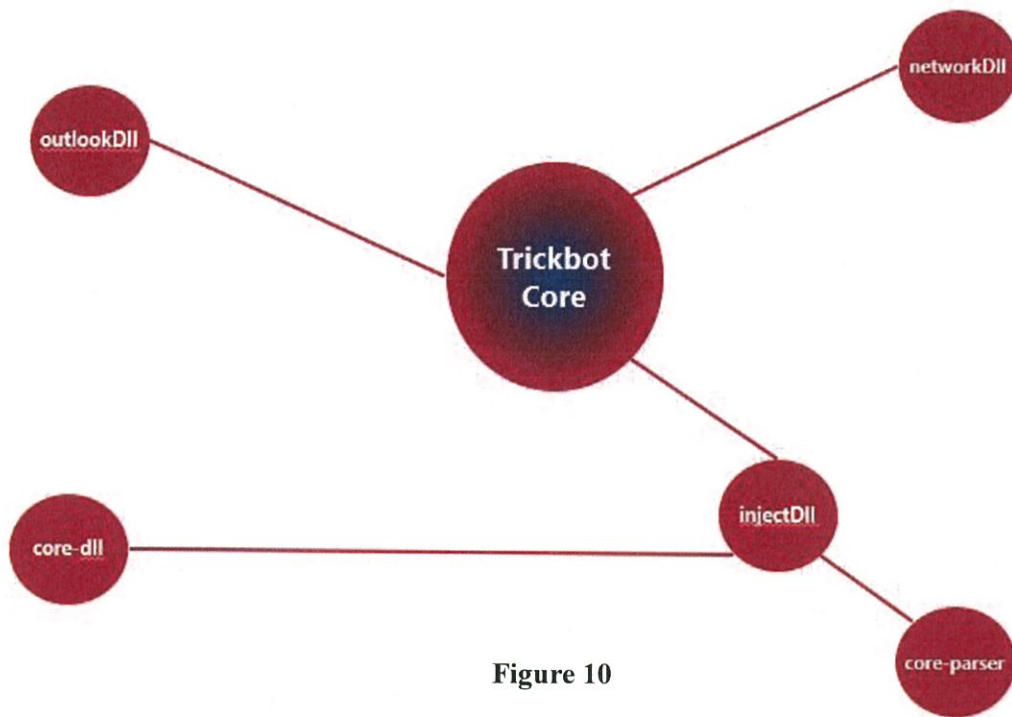 networkDll
outlookDll
Trickbot
Core
injectDll
core-dll
core-parser
Figure 10